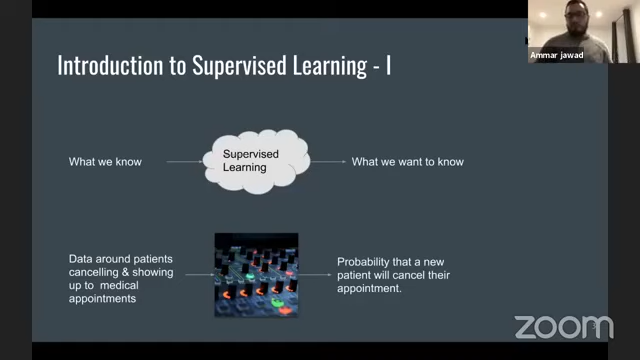 Ammar jawad
Introduction to Supervised Learning - I
What we know
Supervised
Learning
What we want to know
Data around patients
cancelling & showing
up to medical
appointments
Probability that a new
patient will cancel their
appointment.
zoom